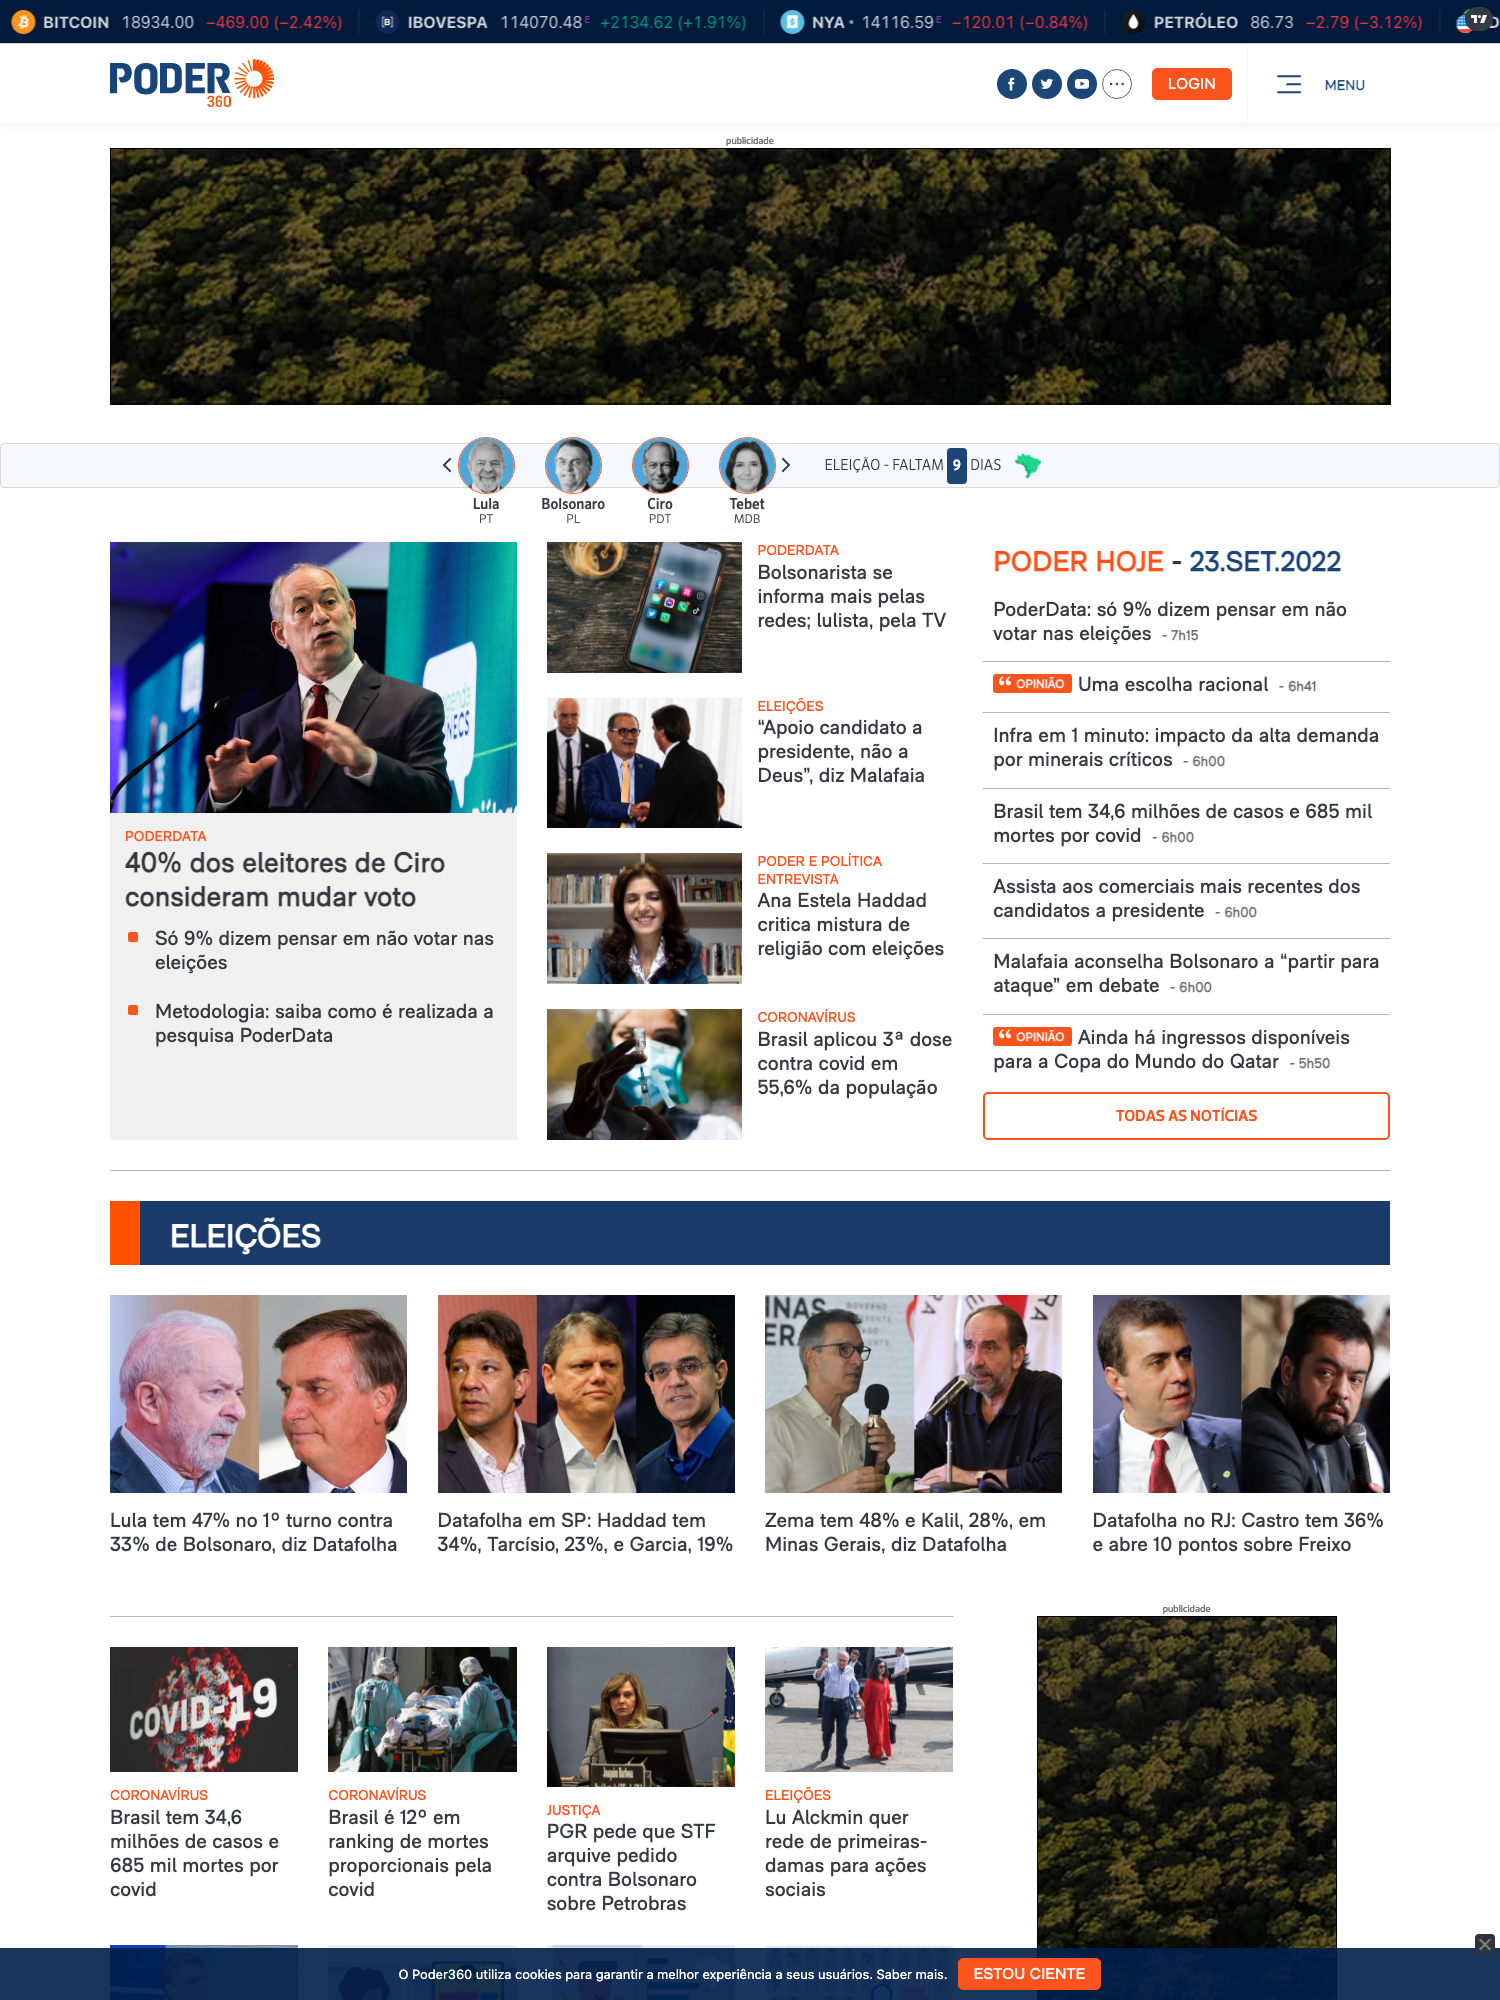 BITCOIN 18934.00 −469.00 (−2.42%) IBOVESPA 114070.48 E +2134.62 (+1.91%) NYA • 14116.59 E −120.01 (−0.84%) PETRÓLEO 86.73 −2.79 (−3.12%)
PODER
360
LOGIN
MENU
publicidade
ELEIÇÃO - FALTAM 9 DIAS
Lula
PT
Bolsonaro
PL
Ciro
PDT
Tebet
MDB
PODERDATA
40% dos eleitores de Ciro
consideram mudar voto
Só 9% dizem pensar em não votar nas
eleições
Metodologia: saiba como é realizada a
pesquisa PoderData
PODERDATA
Bolsonarista se
informa mais pelas
redes; lulista, pela TV
ELEIÇÕES
“Apoio candidato a
presidente, não a
Deus”, diz Malafaia
PODER E POLÍTICA
ENTREVISTA
Ana Estela Haddad
critica mistura de
religião com eleições
CORONAVÍRUS
Brasil aplicou 3ª dose
contra covid em
55,6% da população
PODER HOJE - 23.SET.2022
PoderData: só 9% dizem pensar em não
votar nas eleições - 7h15
OPINIÃO Uma escolha racional - 6h41
Infra em 1 minuto: impacto da alta demanda
por minerais críticos - 6h00
Brasil tem 34,6 milhões de casos e 685 mil
mortes por covid - 6h00
Assista aos comerciais mais recentes dos
candidatos a presidente - 6h00
Malafaia aconselha Bolsonaro a “partir para
ataque” em debate - 6h00
OPINIÃO Ainda há ingressos disponíveis
para a Copa do Mundo do Qatar - 5h50
TODAS AS NOTÍCIAS
ELEIÇÕES
Lula tem 47% no 1º turno contra
33% de Bolsonaro, diz Datafolha
Datafolha em SP: Haddad tem
34%, Tarcísio, 23%, e Garcia, 19%
Zema tem 48% e Kalil, 28%, em
Minas Gerais, diz Datafolha
Datafolha no RJ: Castro tem 36%
e abre 10 pontos sobre Freixo
publicidade
COVID-19
CORONAVÍRUS
Brasil tem 34,6
milhões de casos e
685 mil mortes por
covid
CORONAVÍRUS
Brasil é 12º em
ranking de mortes
proporcionais pela
covid
JUSTIÇA
PGR pede que STF
arquive pedido
contra Bolsonaro
sobre Petrobras
ELEIÇÕES
Lu Alckmin quer
rede de primeiras-
damas para ações
sociais
O Poder360 utiliza cookies para garantir a melhor experiência a seus usuários. Saber mais.
ESTOU CIENTE